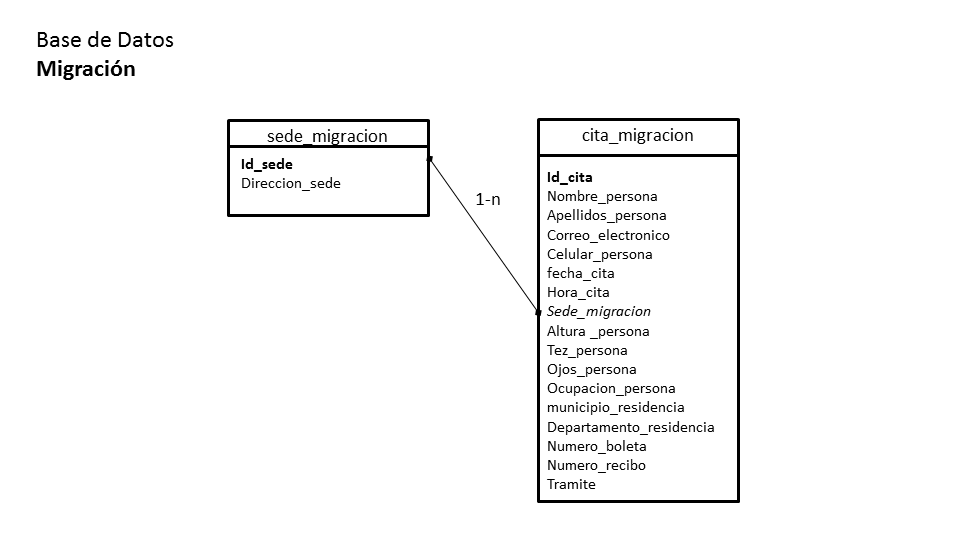 Base de Datos
Migración
sede_migracion
Id_sede
Direccion_sede
1-n
cita_migracion
Id_cita
Nombre_persona
Apellidos_persona
Correo_electronico
Celular_persona
fecha_cita
Hora_cita
Sede_migracion
Altura _persona
Tez_persona
Ojos_persona
Ocupacion_persona
municipio_residencia
Departamento_residencia
Numero_boleta
Numero_recibo
Tramite